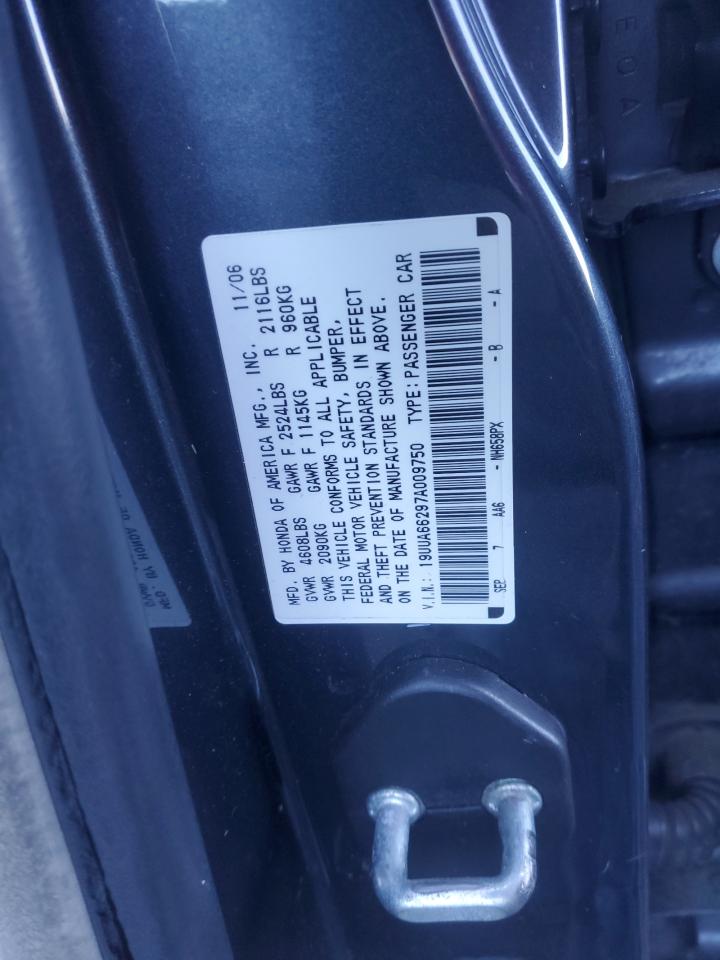 MFD. BY HONDA OF AMERICA MFG., INC. 11/06
GVWR 4608LBS GAWR F 2524LBS R 2116LBS
GVWR 2090KG GAWR F 1145KG R 960KG
THIS VEHICLE CONFORMS TO ALL APPLICABLE
FEDERAL MOTOR VEHICLE SAFETY, BUMPER,
AND THEFT PREVENTION STANDARDS IN EFFECT
ON THE DATE OF MANUFACTURE SHOWN ABOVE.
V.I.N.: 19UUA66297A009750 TYPE: PASSENGER CAR
SEP 7 AA6 - NH658PX - B - A
EOA